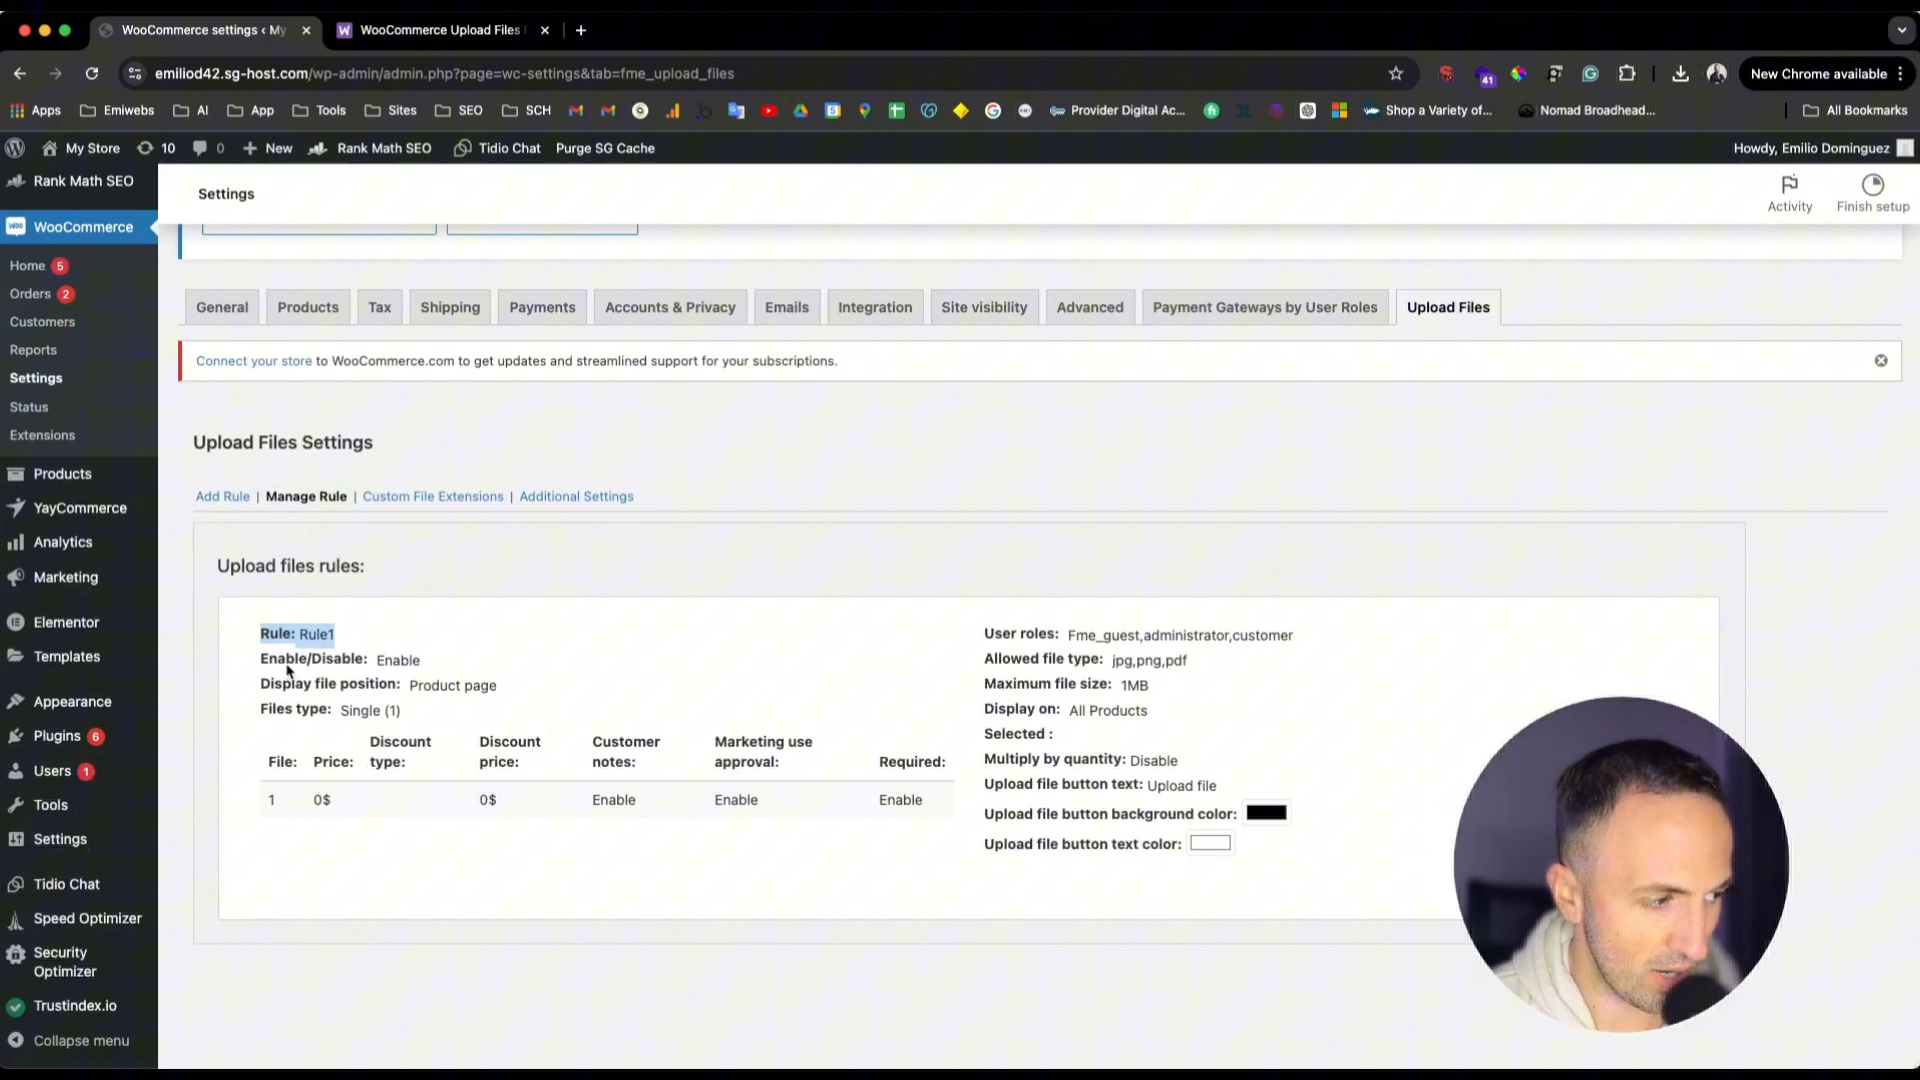 WooCommerce settings ‹ My
WooCommerce Upload Files
emiliod42.sg-host.com/wp-admin/admin.php?page=wc-settings&tab=fme_upload_files
41
New Chrome available
Apps
Emiwebs
AI
App
Tools
Sites
SEO
SCH
Provider Digital Ac...
Shop a Variety of...
Nomad Broadhead...
All Bookmarks
My Store
10
0
New
Rank Math SEO
Tidio Chat
Purge SG Cache
Howdy, Emilio Dominguez
Rank Math SEO
WooCommerce
Home 5
Orders 2
Customers
Reports
Settings
Status
Extensions
Products
YayCommerce
Analytics
Marketing
Elementor
Templates
Appearance
Plugins 6
Users 1
Tools
Settings
Tidio Chat
Speed Optimizer
Security
Optimizer
Trustindex.io
Collapse menu
Settings
Activity
Finish setup
General
Products
Tax
Shipping
Payments
Accounts & Privacy
Emails
Integration
Site visibility
Advanced
Payment Gateways by User Roles
Upload Files
Connect your store to WooCommerce.com to get updates and streamlined support for your subscriptions.
Upload Files Settings
Add Rule | Manage Rule | Custom File Extensions | Additional Settings
Upload files rules:
Rule: Rule1
Enable/Disable: Enable
Display file position: Product page
Files type: Single (1)
File: Price: Discount type: Discount price: Customer notes: Marketing use approval: Required:
1 0$ 0$ Enable Enable Enable
User roles: Fme_guest,administrator,customer
Allowed file type: jpg,png,pdf
Maximum file size: 1MB
Display on: All Products
Selected :
Multiply by quantity: Disable
Upload file button text: Upload file
Upload file button background color:
Upload file button text color: